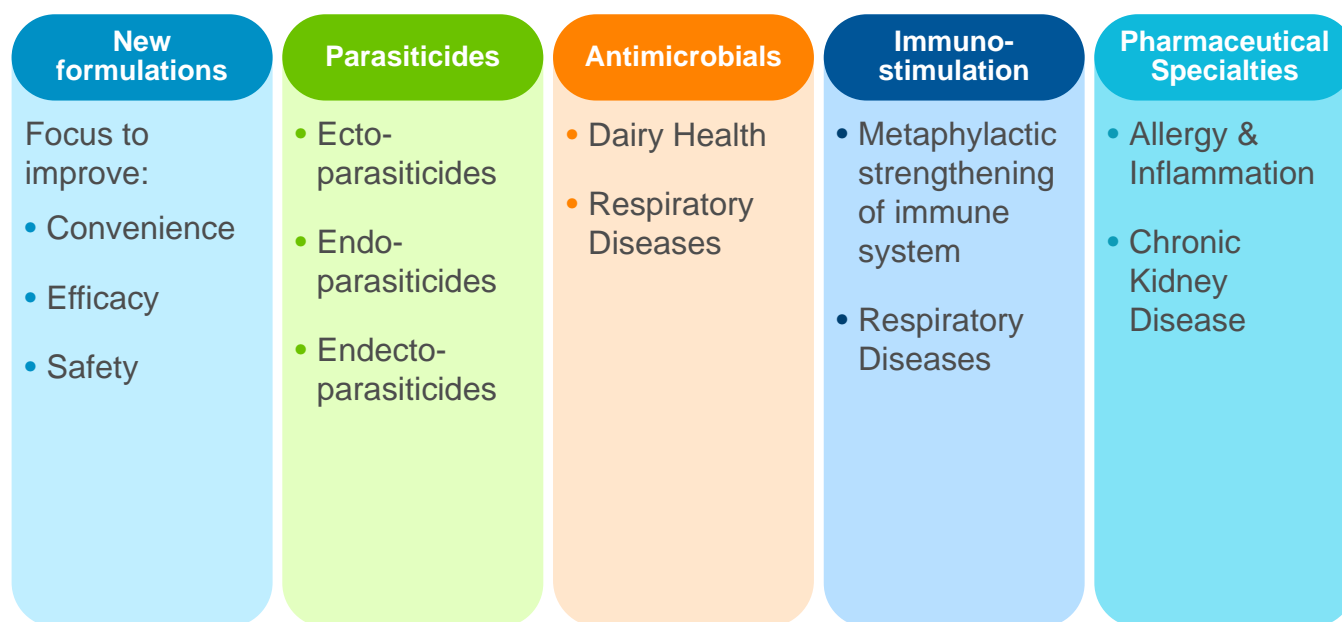 New
formulations
Focus to
improve:
• Convenience
• Efficacy
• Safety
Parasiticides
• Ecto-
parasiticides
• Endo-
parasiticides
• Endecto-
parasiticides
Antimicrobials
• Dairy Health
• Respiratory
Diseases
Immuno-
stimulation
• Metaphylactic
strengthening
of immune
system
• Respiratory
Diseases
Pharmaceutical
Specialties
• Allergy &
Inflammation
• Chronic
Kidney
Disease